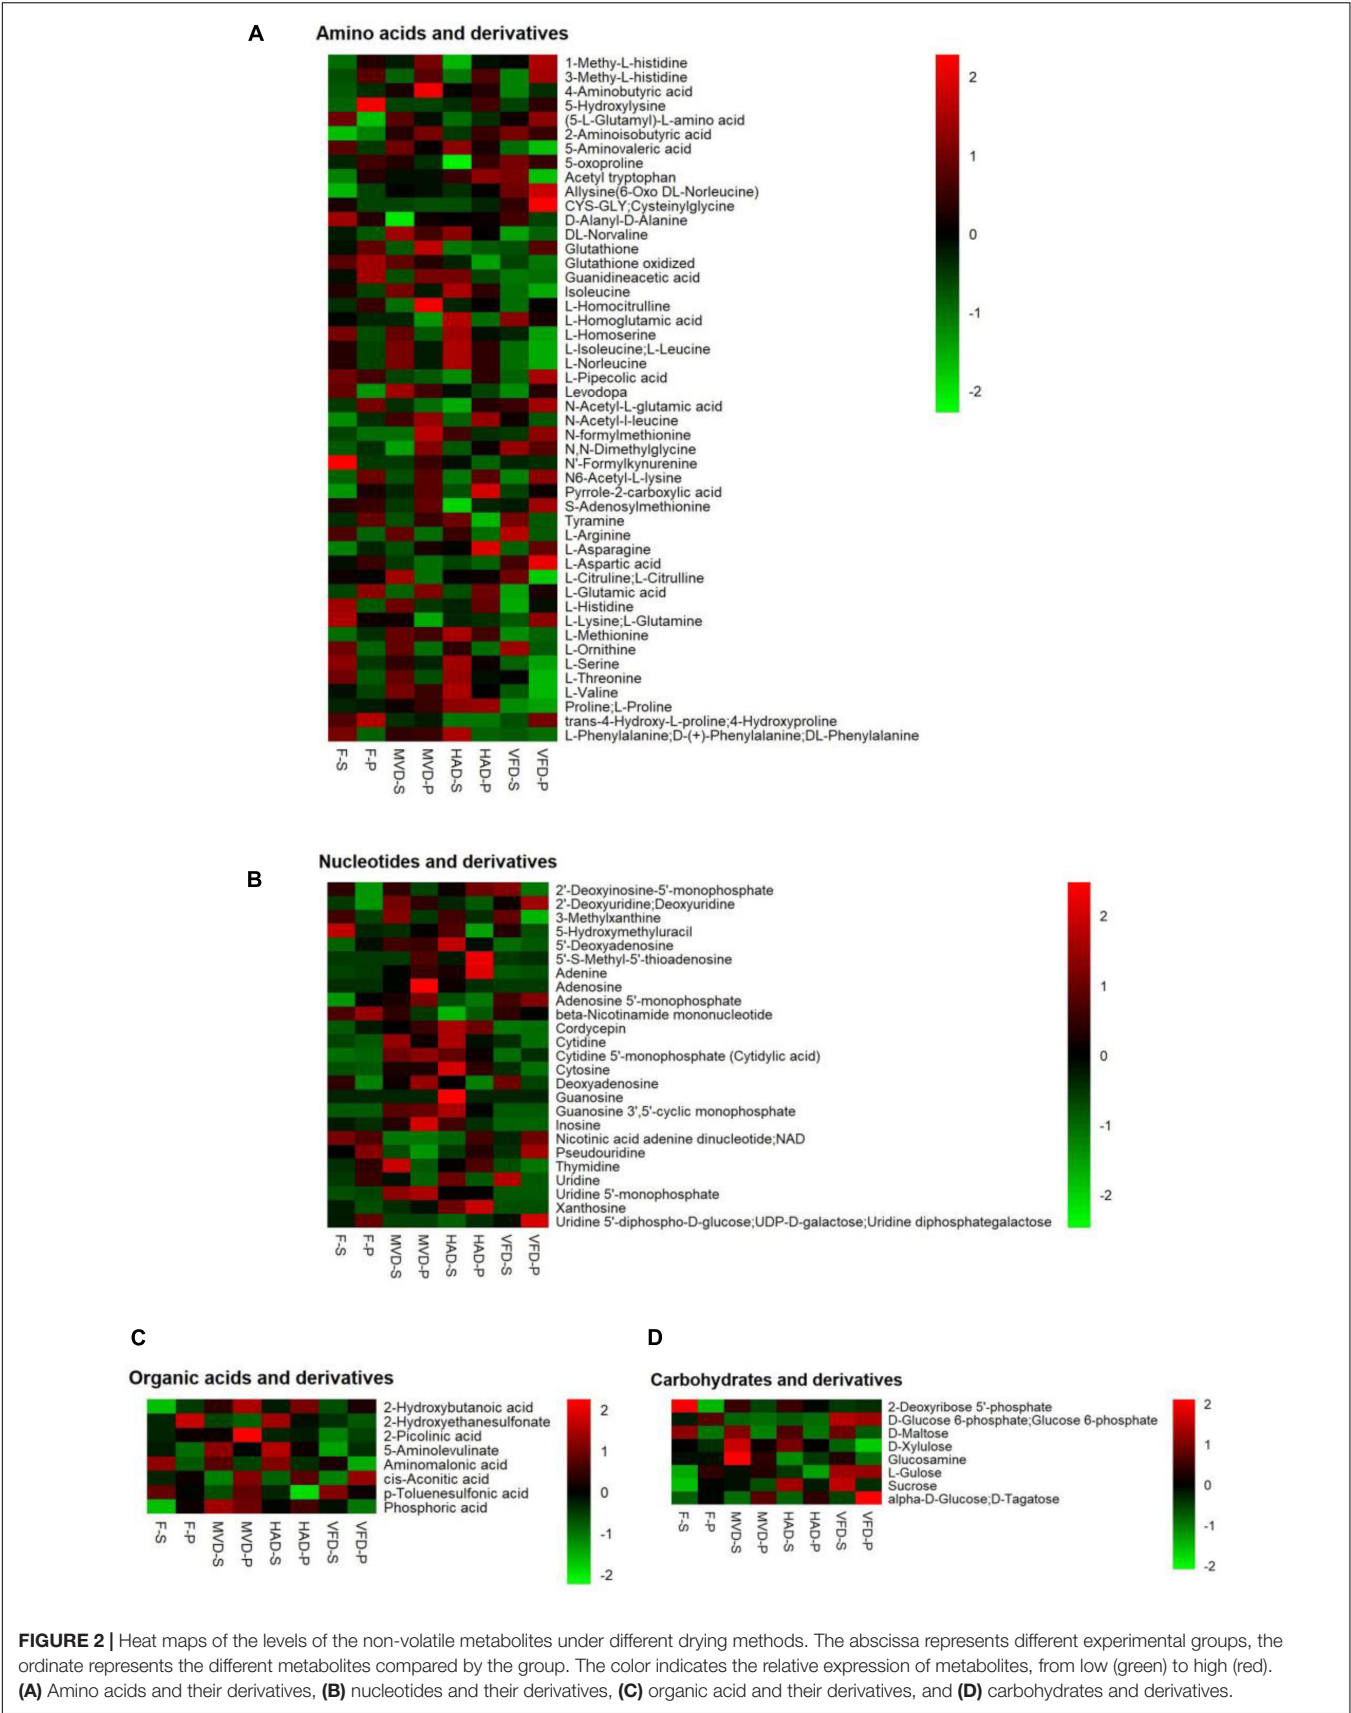 A
Amino acids and derivatives
1-Methy-L-histidine
3-Methy-L-histidine
4-Aminobutyric acid
5-Hydroxylysine
(5-L-Glutamyl)-L-amino acid
2-Aminoisobutyric acid
5-Aminovaleric acid
5-oxoproline
Acetyl tryptophan
Allysine(6-Oxo DL-Norleucine)
CYS-GLY;Cysteinylglycine
D-Alanyl-D-Alanine
DL-Norvaline
Glutathione
Glutathione oxidized
Guanidineacetic acid
Isoleucine
L-Homocitrulline
L-Homoglutamic acid
L-Homoserine
L-Isoleucine;L-Leucine
L-Norleucine
L-Pipecolic acid
Levodopa
N-Acetyl-L-glutamic acid
N-Acetyl-l-leucine
N-formylmethionine
N,N-Dimethylglycine
N'-Formylkynurenine
N6-Acetyl-L-lysine
Pyrrole-2-carboxylic acid
S-Adenosylmethionine
Tyramine
L-Arginine
L-Asparagine
L-Aspartic acid
L-Citruline;L-Citrulline
L-Glutamic acid
L-Histidine
L-Lysine;L-Glutamine
L-Methionine
L-Ornithine
L-Serine
L-Threonine
L-Valine
Proline;L-Proline
trans-4-Hydroxy-L-proline;4-Hydroxyproline
L-Phenylalanine;D-(+)-Phenylalanine;DL-Phenylalanine
F-S F-P MVD-S MVD-P HAD-S HAD-P VFD-S VFD-P
2
1
0
-1
-2
B
Nucleotides and derivatives
2'-Deoxyinosine-5'-monophosphate
2'-Deoxyuridine;Deoxyuridine
3-Methylxanthine
5-Hydroxymethyluracil
5'-Deoxyadenosine
5'-S-Methyl-5'-thioadenosine
Adenine
Adenosine
Adenosine 5'-monophosphate
beta-Nicotinamide mononucleotide
Cordycepin
Cytidine
Cytidine 5'-monophosphate (Cytidylic acid)
Cytosine
Deoxyadenosine
Guanosine
Guanosine 3',5'-cyclic monophosphate
Inosine
Nicotinic acid adenine dinucleotide;NAD
Pseudouridine
Thymidine
Uridine
Uridine 5'-monophosphate
Xanthosine
Uridine 5'-diphospho-D-glucose;UDP-D-galactose;Uridine diphosphategalactose
F-S F-P MVD-S MVD-P HAD-S HAD-P VFD-S VFD-P
2
1
0
-1
-2
C
Organic acids and derivatives
2-Hydroxybutanoic acid
2-Hydroxyethanesulfonate
2-Picolinic acid
5-Aminolevulinate
Aminomalonic acid
cis-Aconitic acid
p-Toluenesulfonic acid
Phosphoric acid
F-S F-P MVD-S MVD-P HAD-S HAD-P VFD-S VFD-P
2
1
0
-1
-2
D
Carbohydrates and derivatives
2-Deoxyribose 5'-phosphate
D-Glucose 6-phosphate;Glucose 6-phosphate
D-Maltose
D-Xylulose
Glucosamine
L-Gulose
Sucrose
alpha-D-Glucose;D-Tagatose
F-S F-P MVD-S MVD-P HAD-S HAD-P VFD-S VFD-P
2
1
0
-1
-2
FIGURE 2 | Heat maps of the levels of the non-volatile metabolites under different drying methods. The abscissa represents different experimental groups, the
ordinate represents the different metabolites compared by the group. The color indicates the relative expression of metabolites, from low (green) to high (red).
(A) Amino acids and their derivatives, (B) nucleotides and their derivatives, (C) organic acid and their derivatives, and (D) carbohydrates and derivatives.